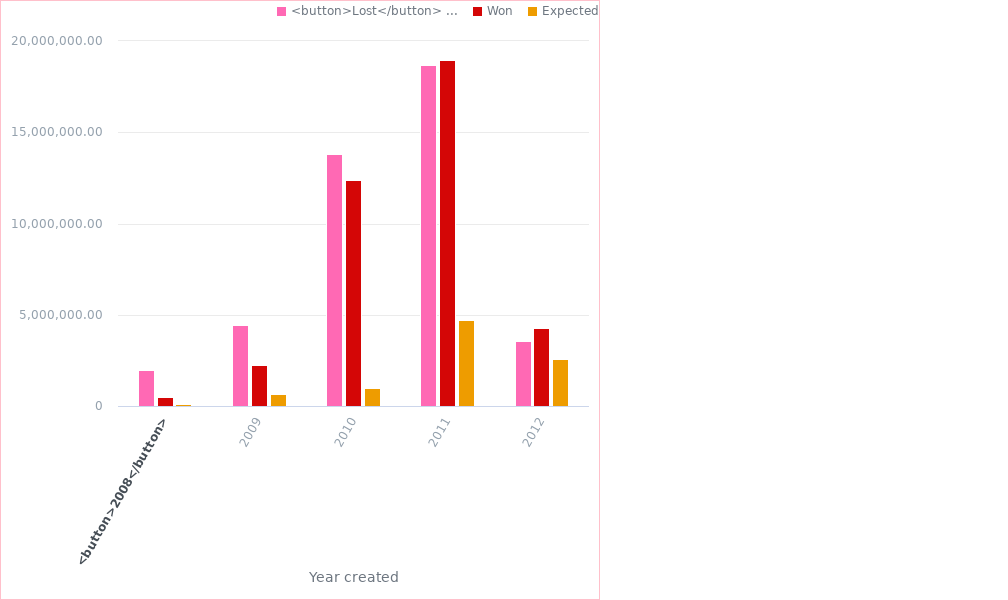 <button>Lost</button> ... Won Expected
20,000,000.00
15,000,000.00
10,000,000.00
5,000,000.00
0
<button>2008</button> 2009 2010 2011 2012
Year created